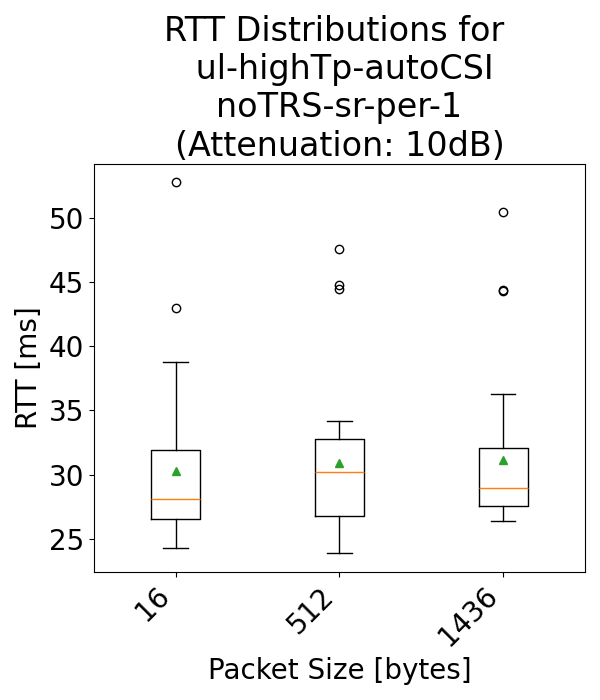 RTT Distributions for
ul-highTp-autoCSI
noTRS-sr-per-1
(Attenuation: 10dB)
RTT [ms]
50
45
40
35
30
25
16
512
1436
Packet Size [bytes]